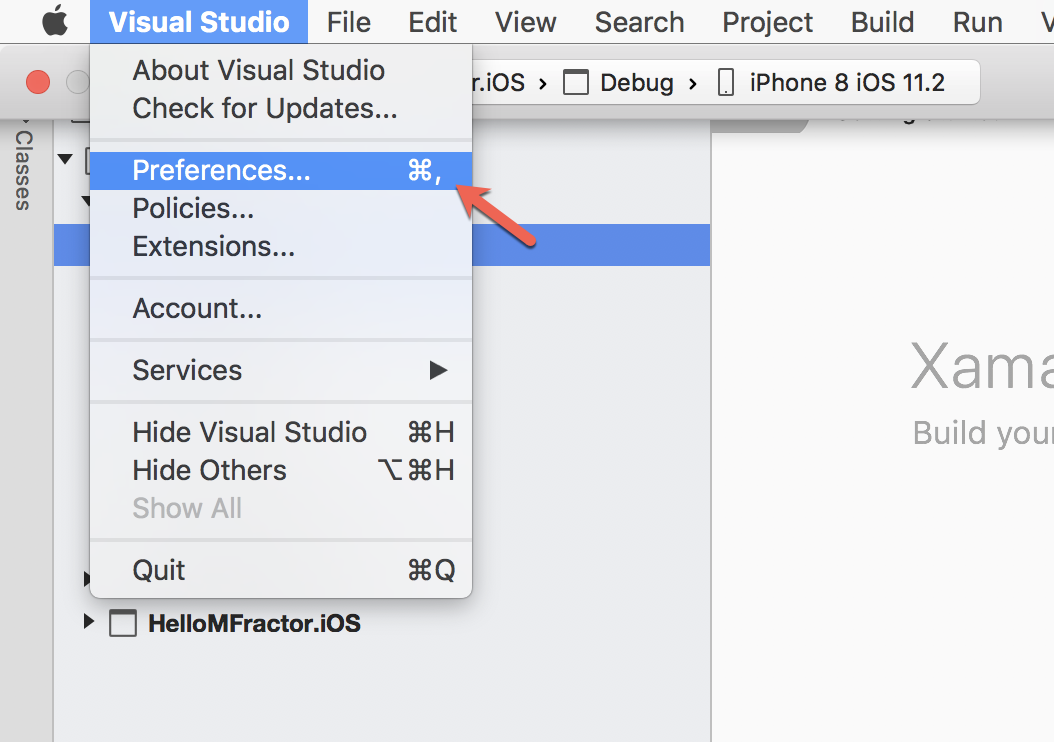 Visual Studio File Edit View Search Project Build Run
About Visual Studio
Check for Updates...
Preferences... ⌘,
Policies...
Extensions...
Account...
Services ▶
Hide Visual Studio ⌘H
Hide Others ⌥⌘H
Show All
Quit ⌘Q
r.iOS › Debug › iPhone 8 iOS 11.2
Classes
HelloMFractor.iOS
Xama
Build your